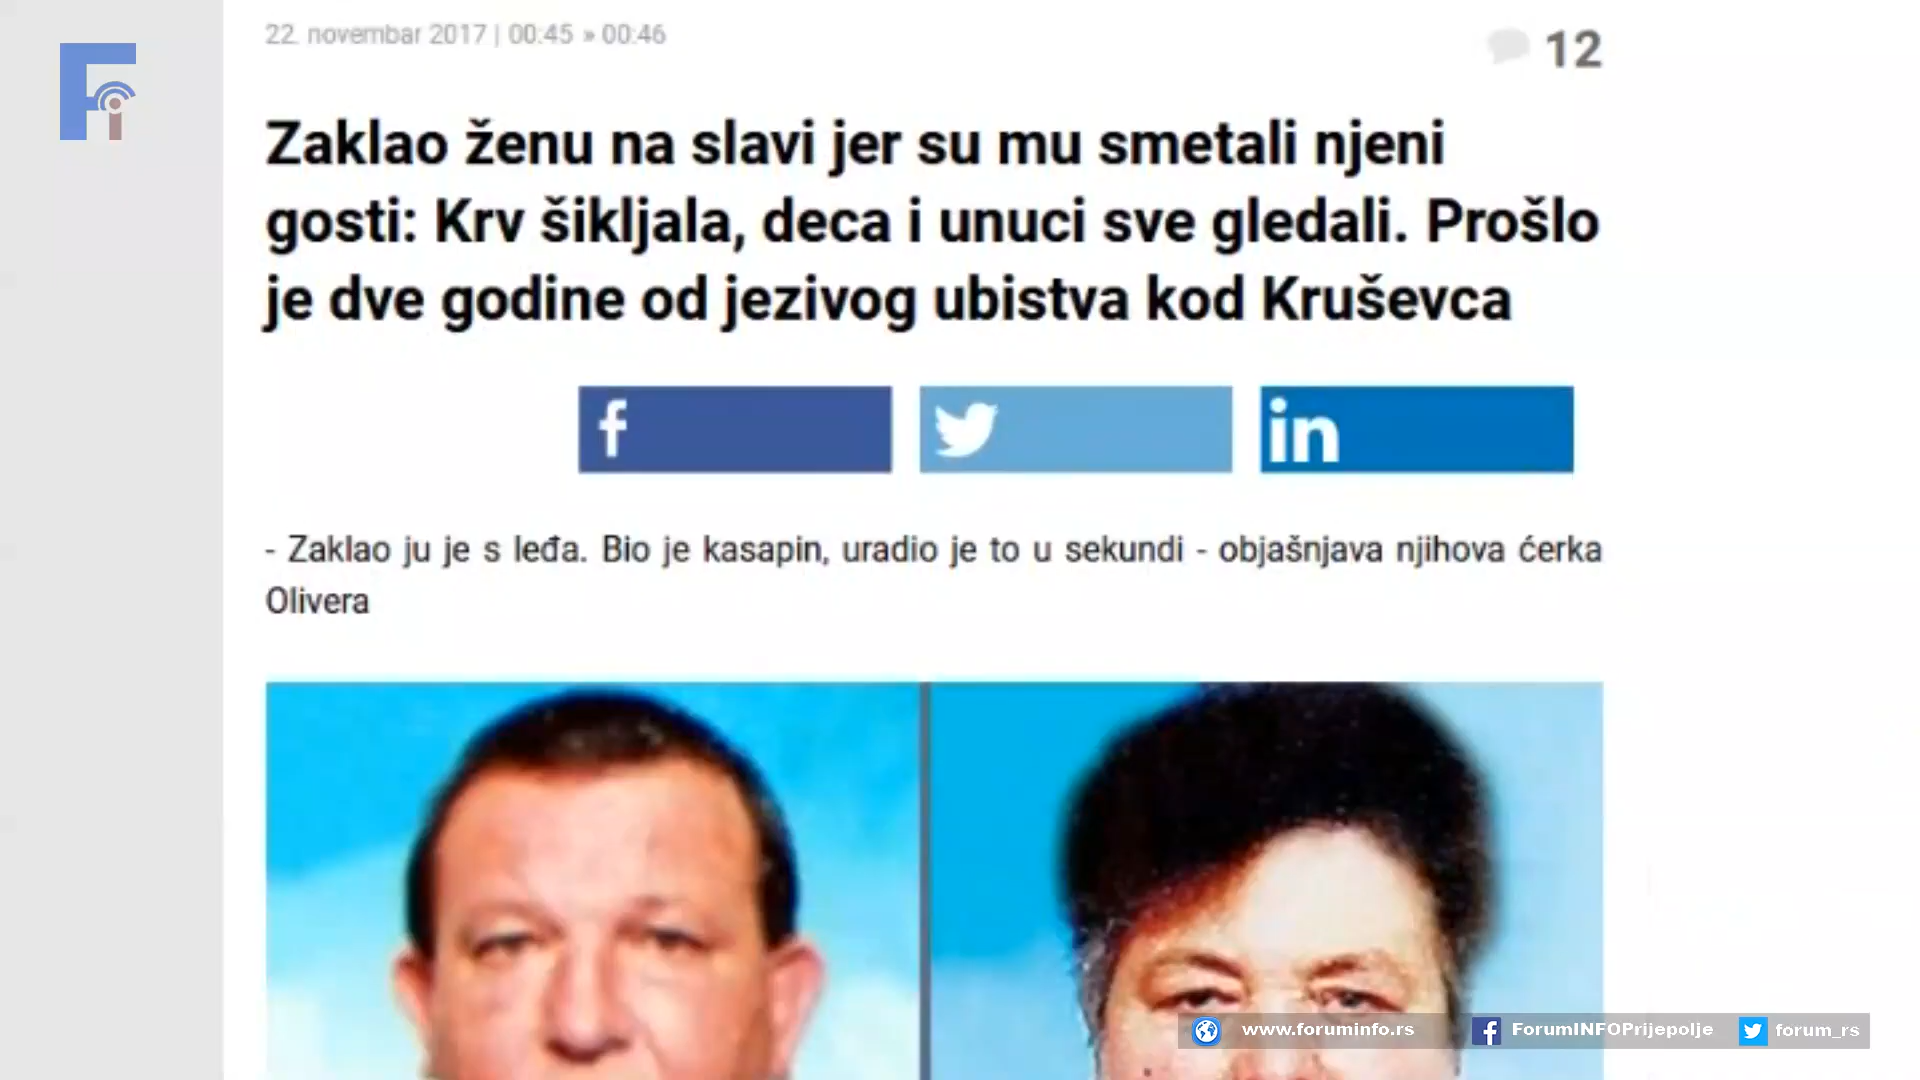 22. novembar 2017 | 00:45 » 00:46
12
Fi
Zaklao ženu na slavi jer su mu smetali njeni
gosti: Krv šikljala, deca i unuci sve gledali. Prošlo
je dve godine od jezivog ubistva kod Kruševca
f
in
- Zaklao ju je s leđa. Bio je kasapin, uradio je to u sekundi - objašnjava njihova ćerka
Olivera
www.foruminfo.rs f ForumINFOPrijepolje forum_rs